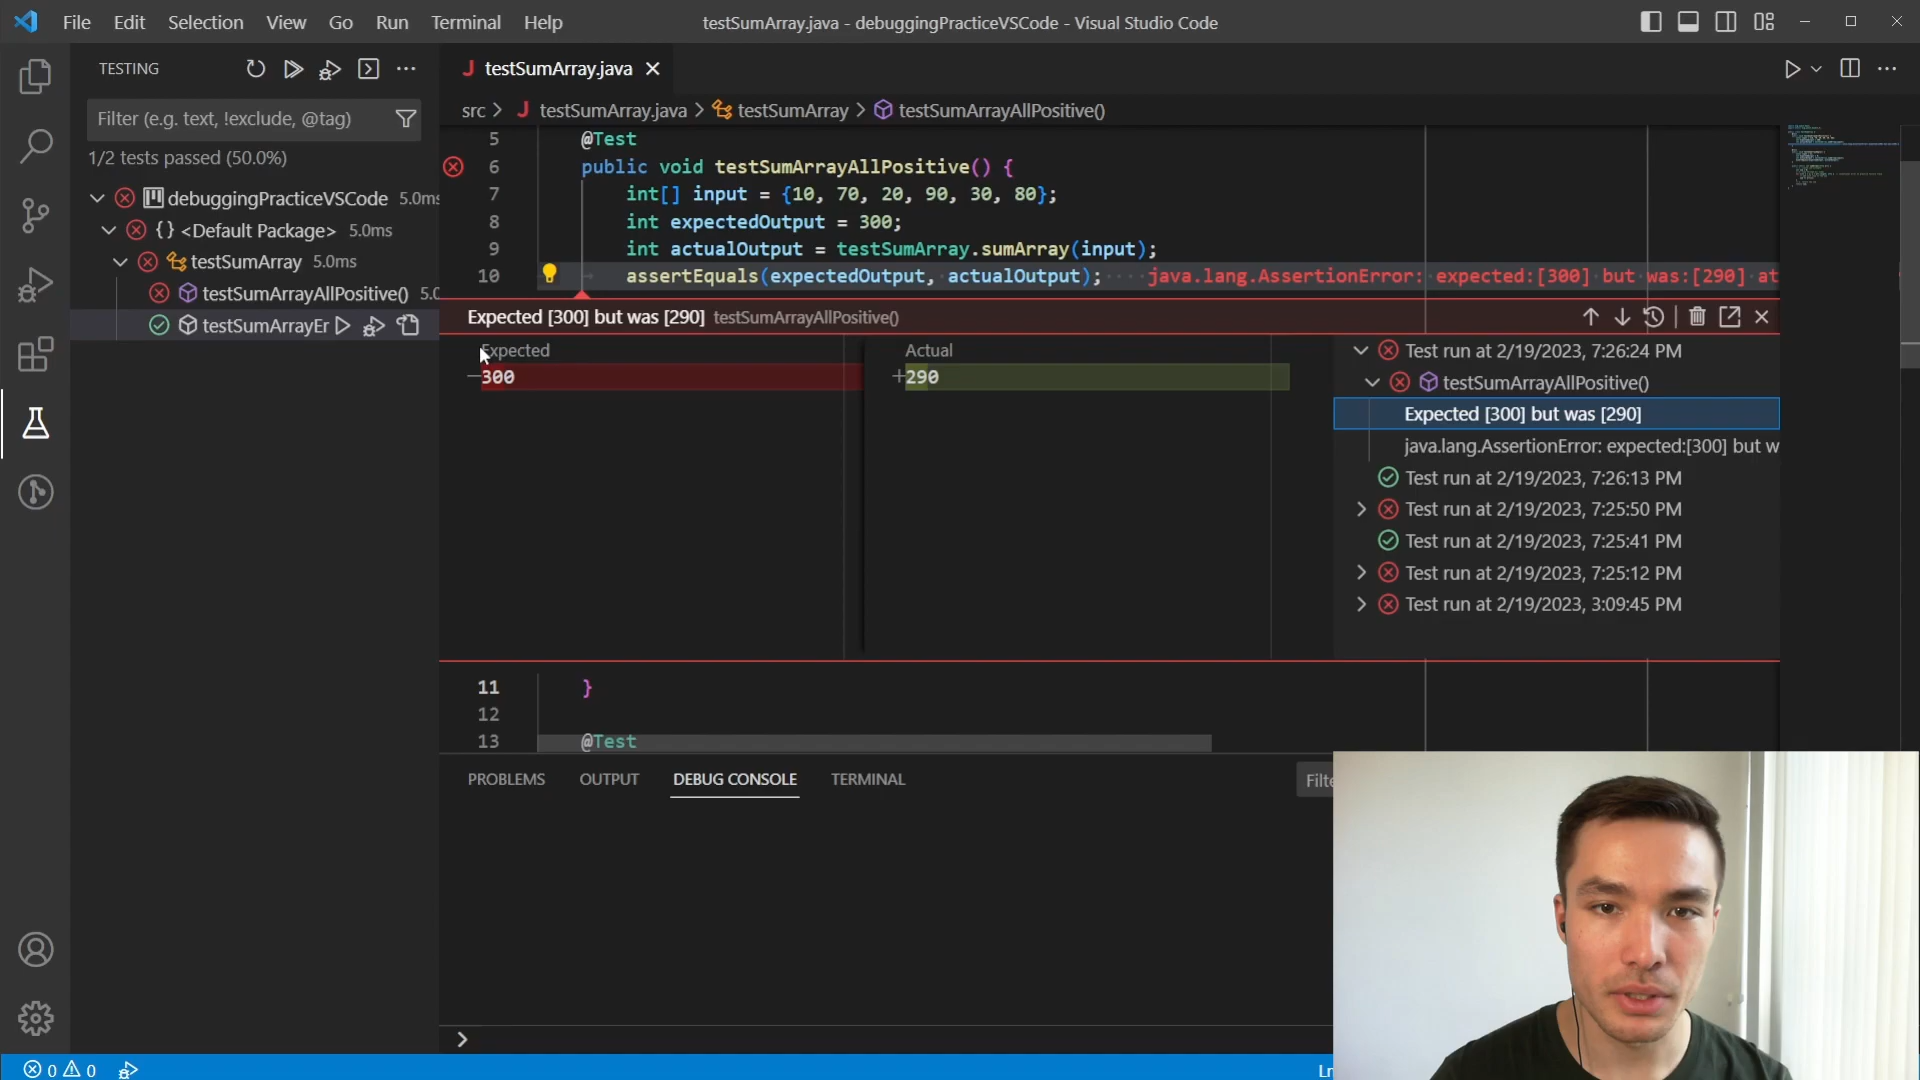 File Edit Selection View Go Run Terminal Help
testSumArray.java - debuggingPracticeVSCode - Visual Studio Code
TESTING
Filter (e.g. text, !exclude, @tag)
1/2 tests passed (50.0%)
debuggingPracticeVSCode 5.0ms
{} <Default Package> 5.0ms
testSumArray 5.0ms
testSumArrayAllPositive() 5.0
testSumArrayEr
J testSumArray.java
src > J testSumArray.java > testSumArray > testSumArrayAllPositive()
5 @Test
6 public void testSumArrayAllPositive() {
7 int[] input = {10, 70, 20, 90, 30, 80};
8 int expectedOutput = 300;
9 int actualOutput = testSumArray.sumArray(input);
10 assertEquals(expectedOutput, actualOutput); java.lang.AssertionError: expected:[300] but was:[290] at
Expected [300] but was [290] testSumArrayAllPositive()
Expected
−300
Actual
+290
Test run at 2/19/2023, 7:26:24 PM
testSumArrayAllPositive()
Expected [300] but was [290]
java.lang.AssertionError: expected:[300] but w
Test run at 2/19/2023, 7:26:13 PM
Test run at 2/19/2023, 7:25:50 PM
Test run at 2/19/2023, 7:25:41 PM
Test run at 2/19/2023, 7:25:12 PM
Test run at 2/19/2023, 3:09:45 PM
11 }
12
13 @Test
PROBLEMS OUTPUT DEBUG CONSOLE TERMINAL
Filte
>
0 0
Ln